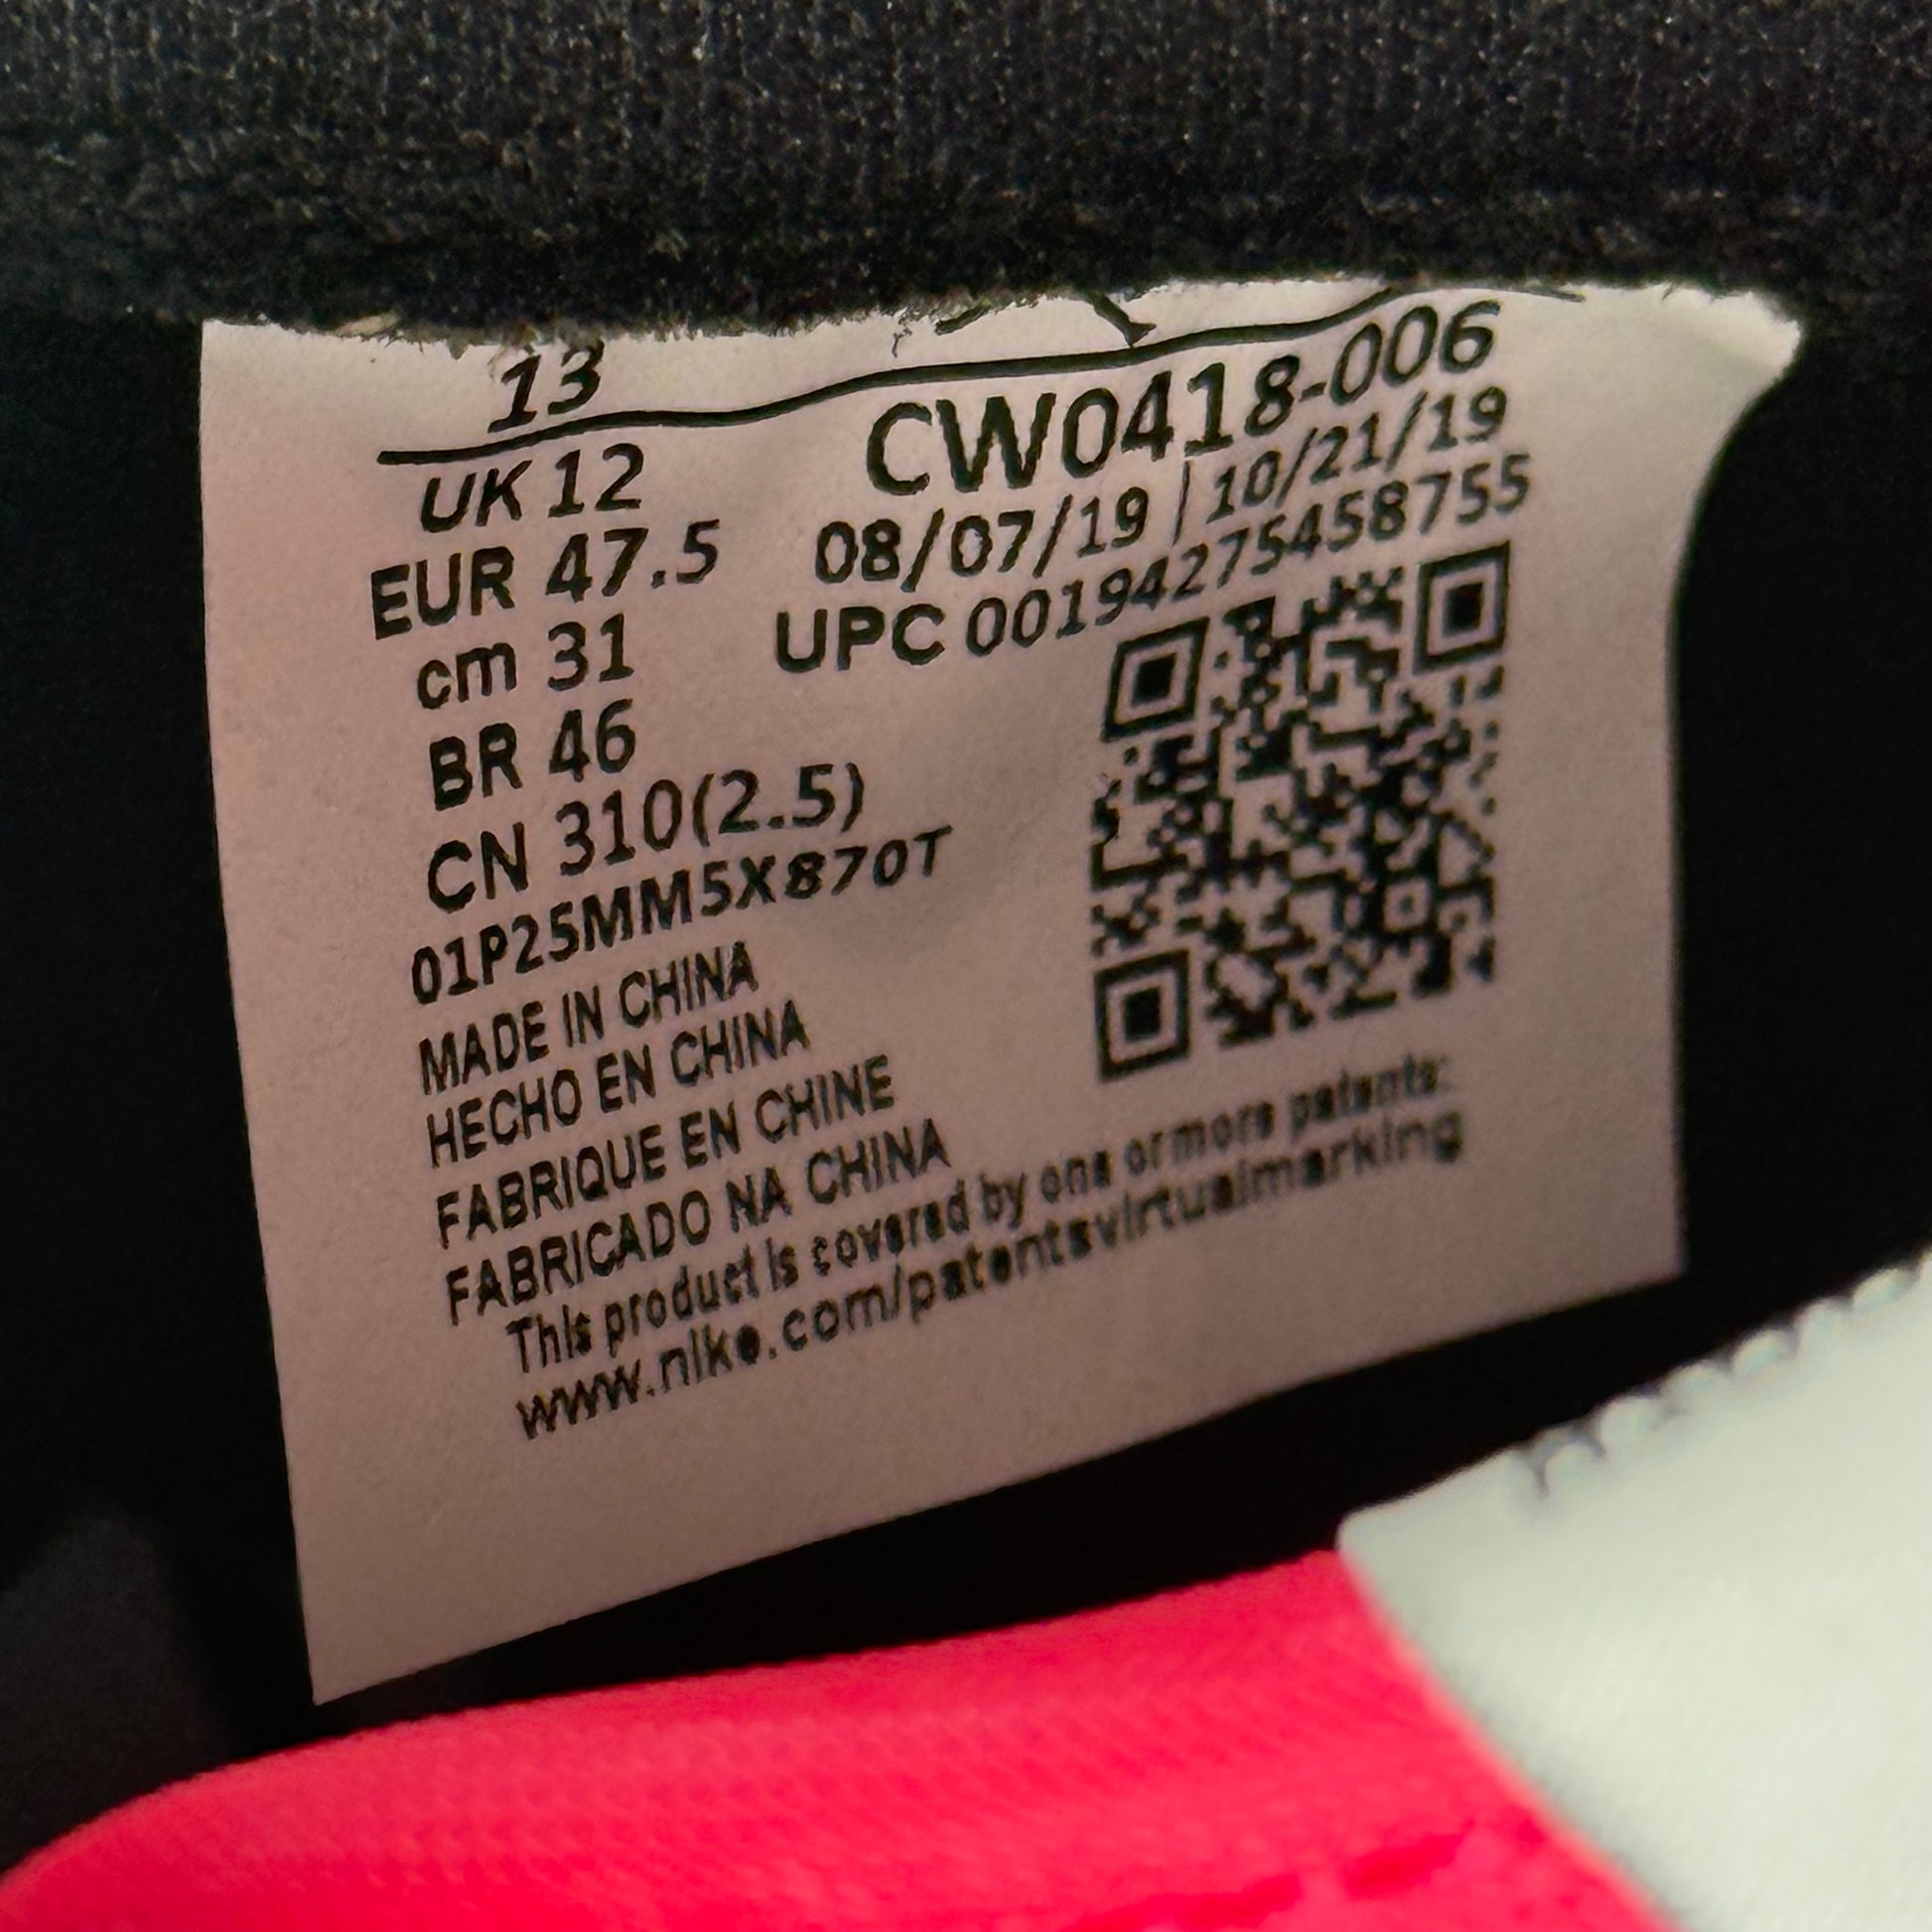 13
UK 12
EUR 47.5
cm 31
BR 46
CN 310(2.5)
01P25MM5X870T
CW0418-006
08/07/19 | 10/21/19
UPC 00194275458755
MADE IN CHINA
HECHO EN CHINA
FABRIQUE EN CHINE
FABRICADO NA CHINA
This product is covered by one or more patents:
www.nike.com/patentsvirtualmarking